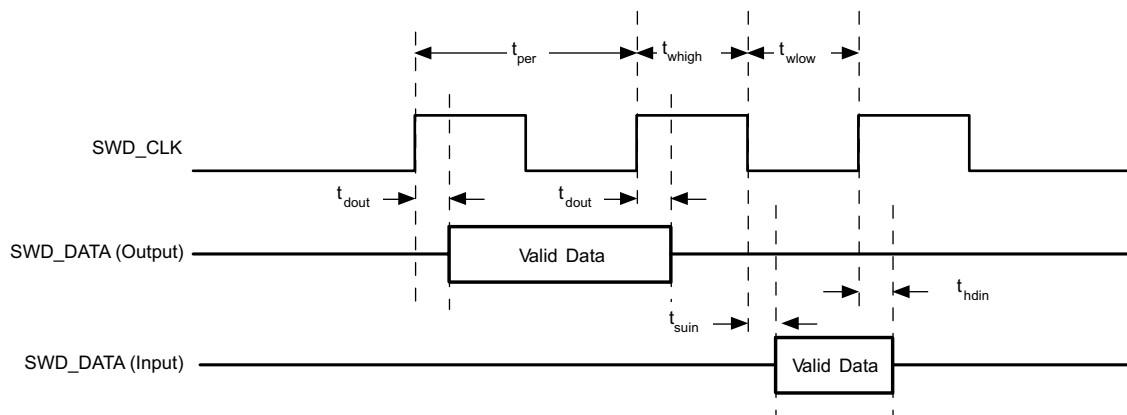 t_per t_whigh t_wlow
SWD_CLK
t_dout t_dout
SWD_DATA (Output) Valid Data
t_hdin
t_suin
SWD_DATA (Input) Valid Data